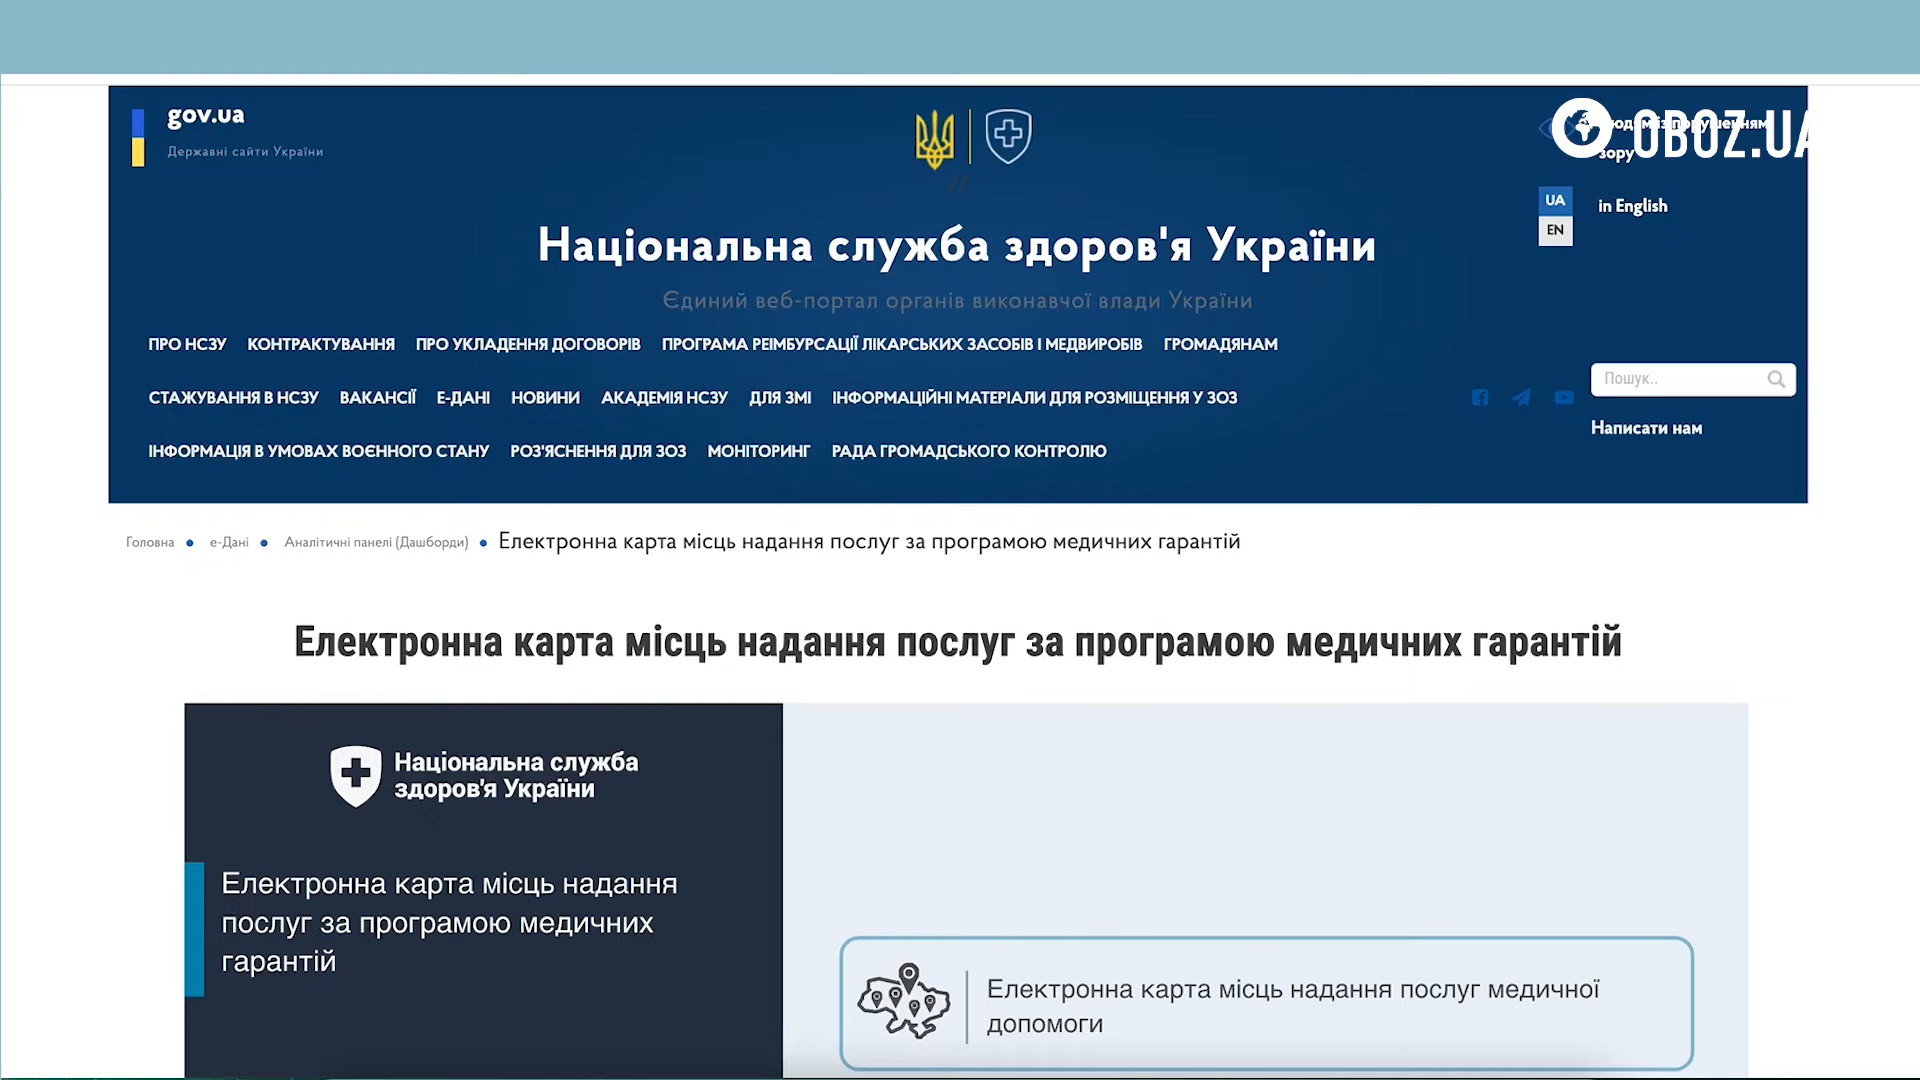 gov.ua
Державні сайти України
Людям із порушенням
зору
OBOZ.UA
UA
in English
EN
Національна служба здоров'я України
Єдиний веб-портал органів виконавчої влади України
ПРО НСЗУ КОНТРАКТУВАННЯ ПРО УКЛАДЕННЯ ДОГОВОРІВ ПРОГРАМА РЕІМБУРСАЦІЇ ЛІКАРСЬКИХ ЗАСОБІВ І МЕДВИРОБІВ ГРОМАДЯНАМ
Пошук..
СТАЖУВАННЯ В НСЗУ ВАКАНСІЇ Е-ДАНІ НОВИНИ АКАДЕМІЯ НСЗУ ДЛЯ ЗМІ ІНФОРМАЦІЙНІ МАТЕРІАЛИ ДЛЯ РОЗМІЩЕННЯ У ЗОЗ
Написати нам
ІНФОРМАЦІЯ В УМОВАХ ВОЄННОГО СТАНУ РОЗ'ЯСНЕННЯ ДЛЯ ЗОЗ МОНІТОРИНГ РАДА ГРОМАДСЬКОГО КОНТРОЛЮ
Головна • е-Дані • Аналітичні панелі (Дашборди) • Електронна карта місць надання послуг за програмою медичних гарантій
Електронна карта місць надання послуг за програмою медичних гарантій
Національна служба
здоров'я України
Електронна карта місць надання
послуг за програмою медичних
гарантій
Електронна карта місць надання послуг медичної
допомоги